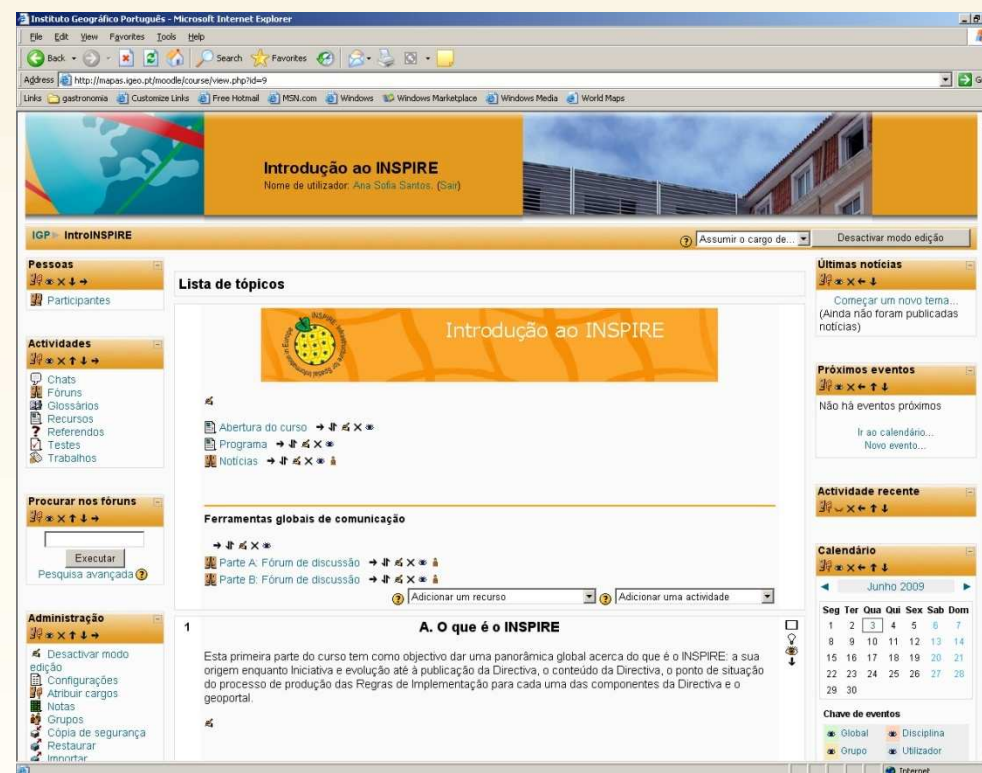 Instituto Geográfico Português - Microsoft Internet Explorer
File Edit View Favorites Tools Help
Back Search Favorites
Address http://mapas.igeo.pt/moodle/course/view.php?id=9
Links gastronomia Customize Links Free Hotmail MSN.com Windows Windows Marketplace Windows Media World Maps
Introdução ao INSPIRE
Nome de utilizador: Ana Sofia Santos. (Sair)
IGP IntroINSPIRE
Assumir o cargo de...
Desactivar modo edição
Pessoas
Participantes
Actividades
Chats
Fóruns
Glossários
Recursos
Referendos
Testes
Trabalhos
Procurar nos fóruns
Executar
Pesquisa avançada
Administração
Desactivar modo
edição
Configurações
Atribuir cargos
Notas
Grupos
Cópia de segurança
Restaurar
Importar
Lista de tópicos
Introdução ao INSPIRE
Abertura do curso
Programa
Notícias
Ferramentas globais de comunicação
Parte A: Fórum de discussão
Parte B: Fórum de discussão
Adicionar um recurso
Adicionar uma actividade
1
A. O que é o INSPIRE
Esta primeira parte do curso tem como objectivo dar uma panorâmica global acerca do que é o INSPIRE: a sua
origem enquanto Iniciativa e evolução até à publicação da Directiva, o conteúdo da Directiva, o ponto de situação
do processo de produção das Regras de Implementação para cada uma das componentes da Directiva e o
geoportal.
Últimas notícias
Começar um novo tema...
(Ainda não foram publicadas
notícias)
Próximos eventos
Não há eventos próximos
Ir ao calendário...
Novo evento...
Actividade recente
Calendário
Junho 2009
Seg Ter Qua Qui Sex Sab Dom
1 2 3 4 5 6 7
8 9 10 11 12 13 14
15 16 17 18 19 20 21
22 23 24 25 26 27 28
29 30
Chave de eventos
Global Disciplina
Grupo Utilizador
Internet